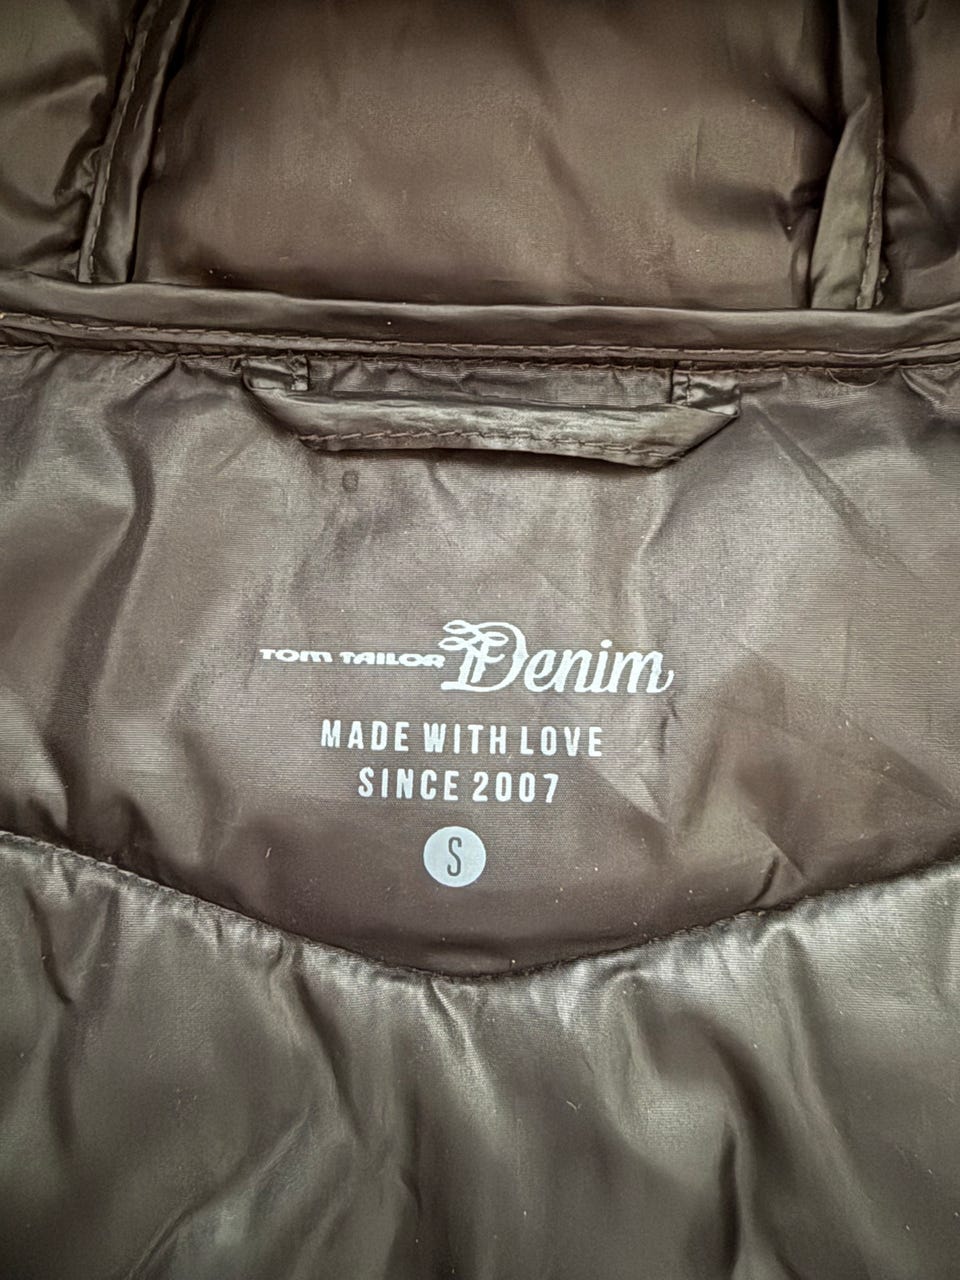 TOM TAILOR Denim
MADE WITH LOVE
SINCE 2007
S